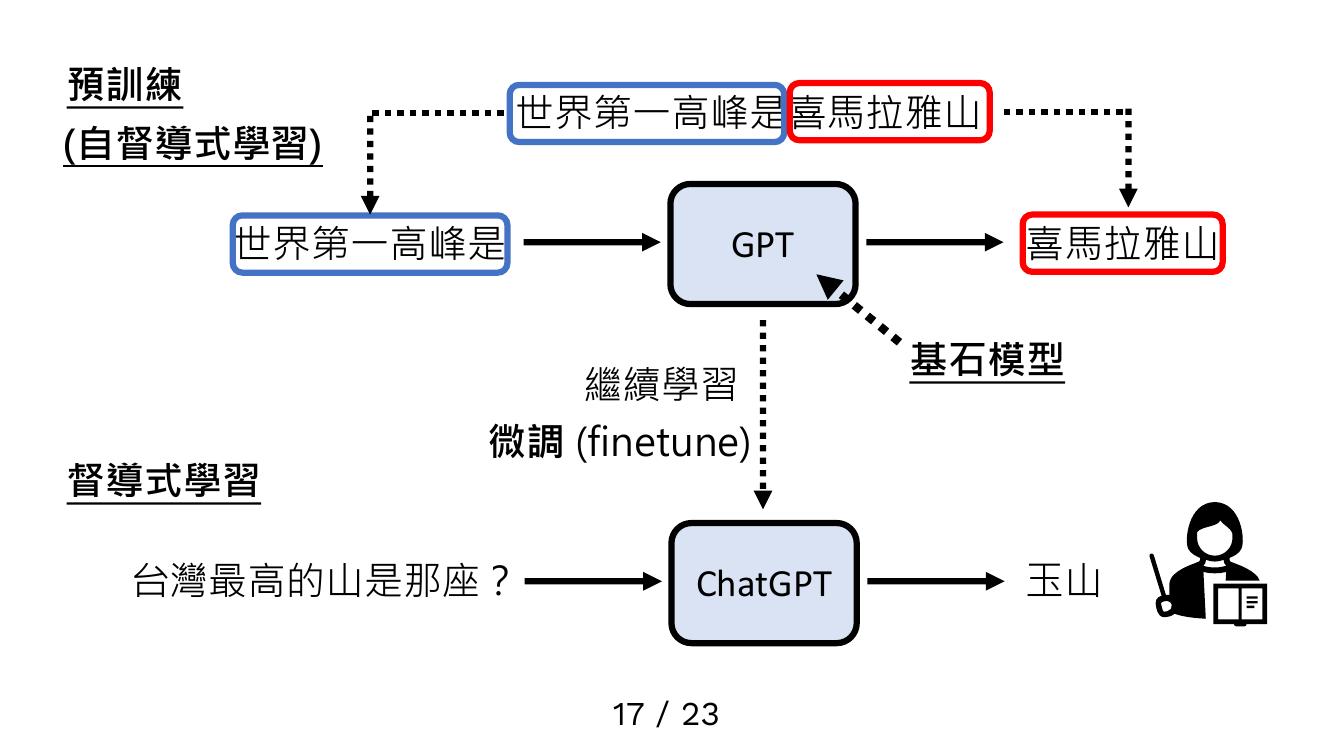 預訓練
(自督導式學習)
世界第一高峰是喜馬拉雅山
世界第一高峰是
GPT
喜馬拉雅山
基石模型
繼續學習
微調 (finetune)
督導式學習
台灣最高的山是那座？
ChatGPT
玉山
17 / 23